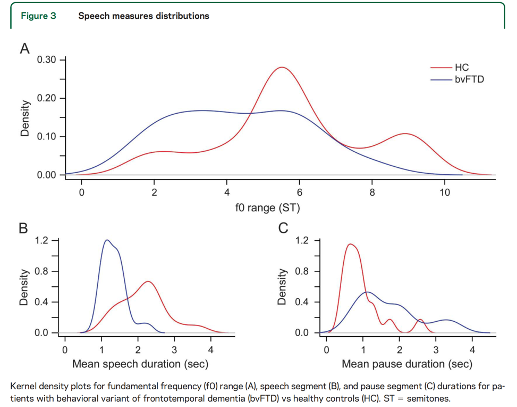 Figure 3 Speech measures distributions
A
0.30
0.20
0.10
0.00
Density
HC
bvFTD
0 2 4 6 8 10
f0 range (ST)
B
1.2
0.8
0.4
0.0
Density
0 1 2 3 4
Mean speech duration (sec)
C
1.2
0.8
0.4
0.0
Density
0 1 2 3 4
Mean pause duration (sec)
Kernel density plots for fundamental frequency (f0) range (A), speech segment (B), and pause segment (C) durations for pa-
tients with behavioral variant of frontotemporal dementia (bvFTD) vs healthy controls (HC). ST = semitones.